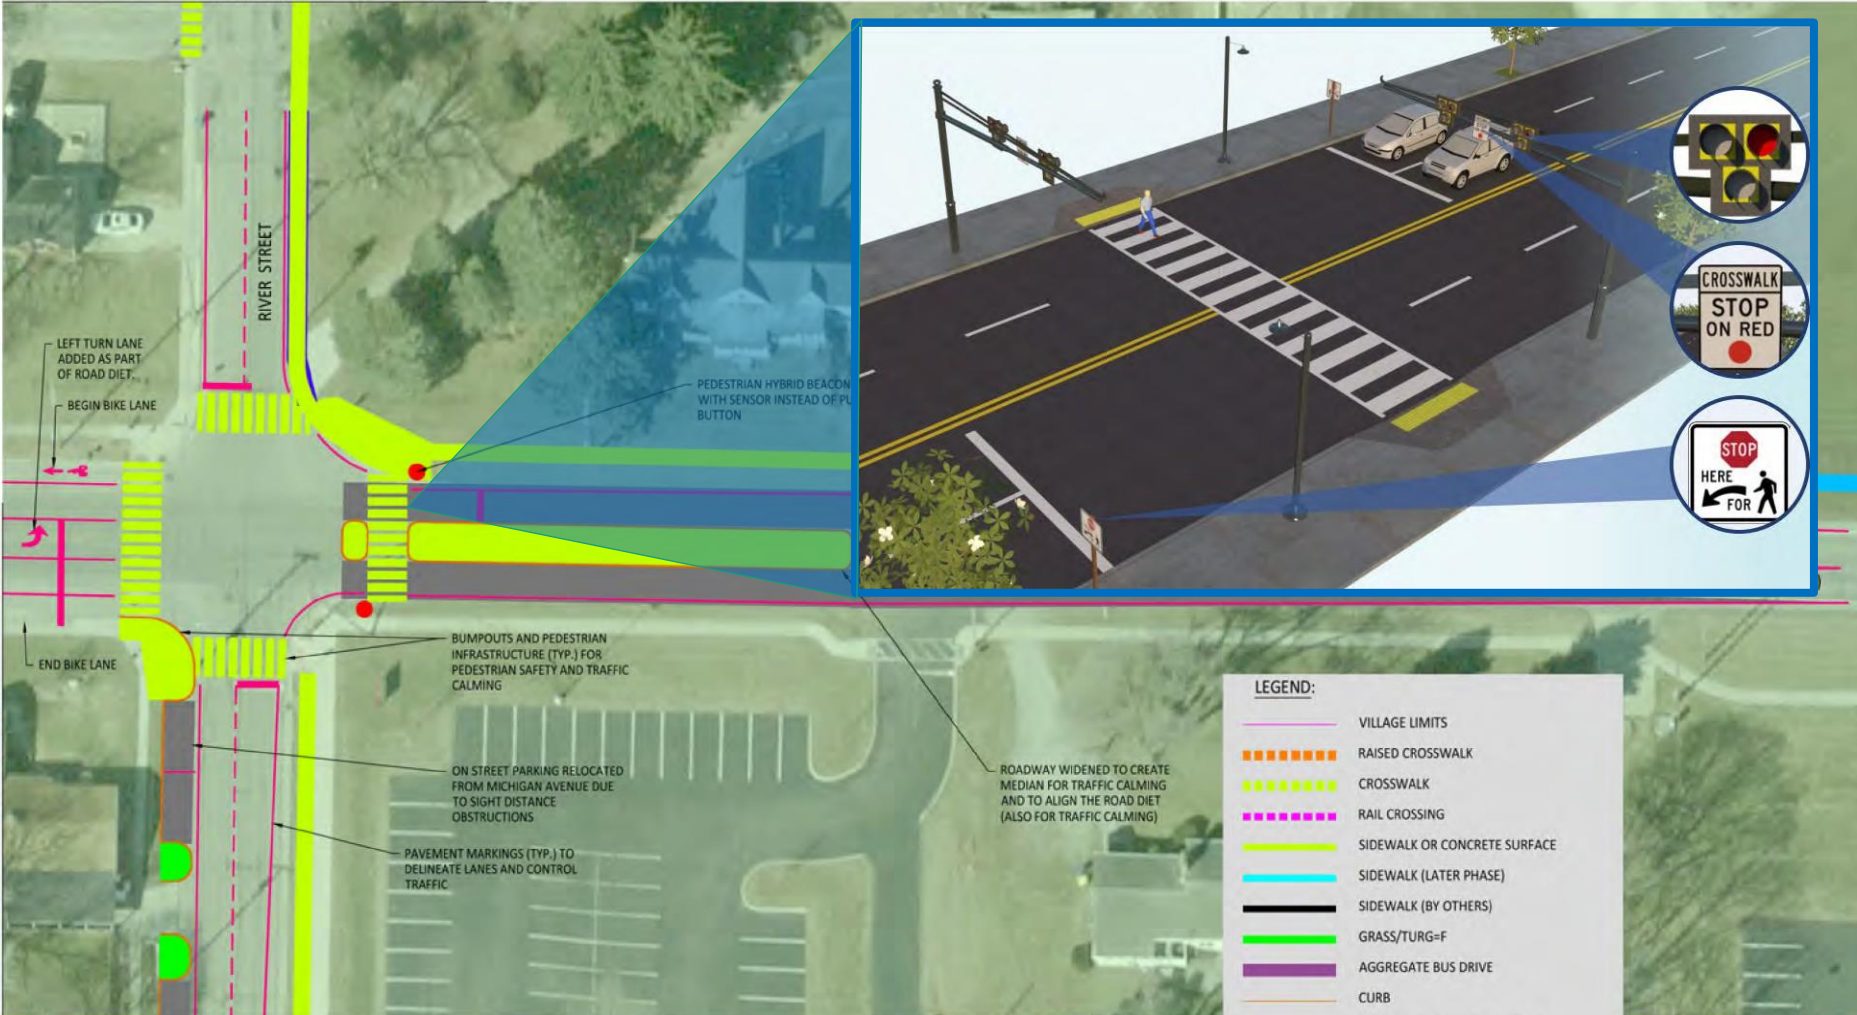 RIVER STREET
LEFT TURN LANE
ADDED AS PART
OF ROAD DIET.
BEGIN BIKE LANE
PEDESTRIAN HYBRID BEACON
WITH SENSOR INSTEAD OF PU
BUTTON
CROSSWALK
STOP
ON RED
STOP
HERE
FOR
END BIKE LANE
BUMPOUTS AND PEDESTRIAN
INFRASTRUCTURE (TYP.) FOR
PEDESTRIAN SAFETY AND TRAFFIC
CALMING
ON STREET PARKING RELOCATED
FROM MICHIGAN AVENUE DUE
TO SIGHT DISTANCE
OBSTRUCTIONS
PAVEMENT MARKINGS (TYP.) TO
DELINEATE LANES AND CONTROL
TRAFFIC
ROADWAY WIDENED TO CREATE
MEDIAN FOR TRAFFIC CALMING
AND TO ALIGN THE ROAD DIET
(ALSO FOR TRAFFIC CALMING)
LEGEND:
VILLAGE LIMITS
RAISED CROSSWALK
CROSSWALK
RAIL CROSSING
SIDEWALK OR CONCRETE SURFACE
SIDEWALK (LATER PHASE)
SIDEWALK (BY OTHERS)
GRASS/TURG=F
AGGREGATE BUS DRIVE
CURB